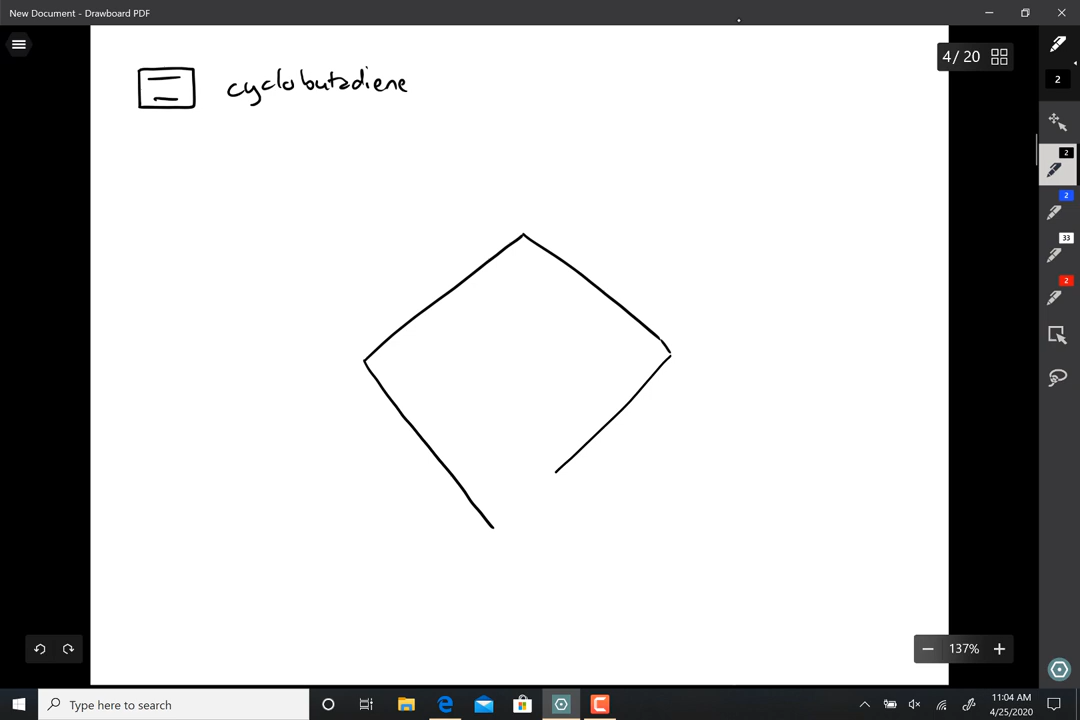 New Document - Drawboard PDF
4/ 20
2
cyclobutadiene
2
2
33
2
137%
Type here to search
11:04 AM
4/25/2020